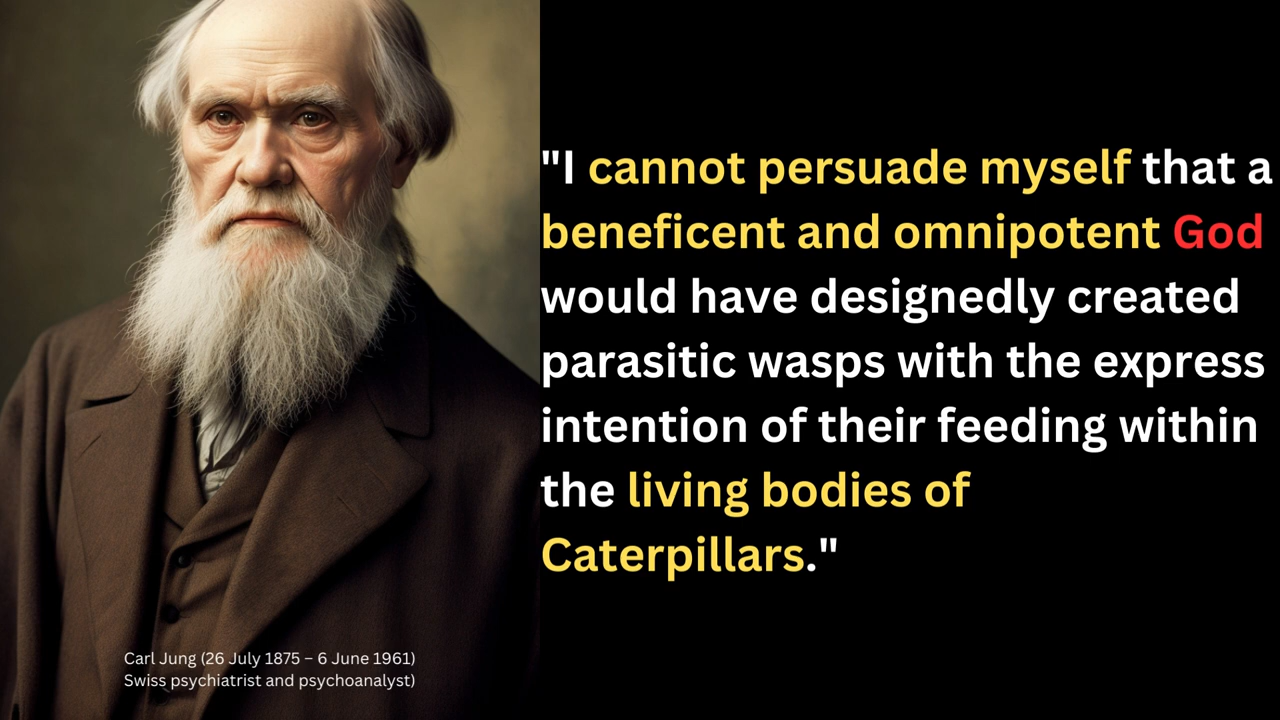 "I cannot persuade myself that a
beneficent and omnipotent God
would have designedly created
parasitic wasps with the express
intention of their feeding within
the living bodies of
Caterpillars."
Carl Jung (26 July 1875 – 6 June 1961)
Swiss psychiatrist and psychoanalyst)